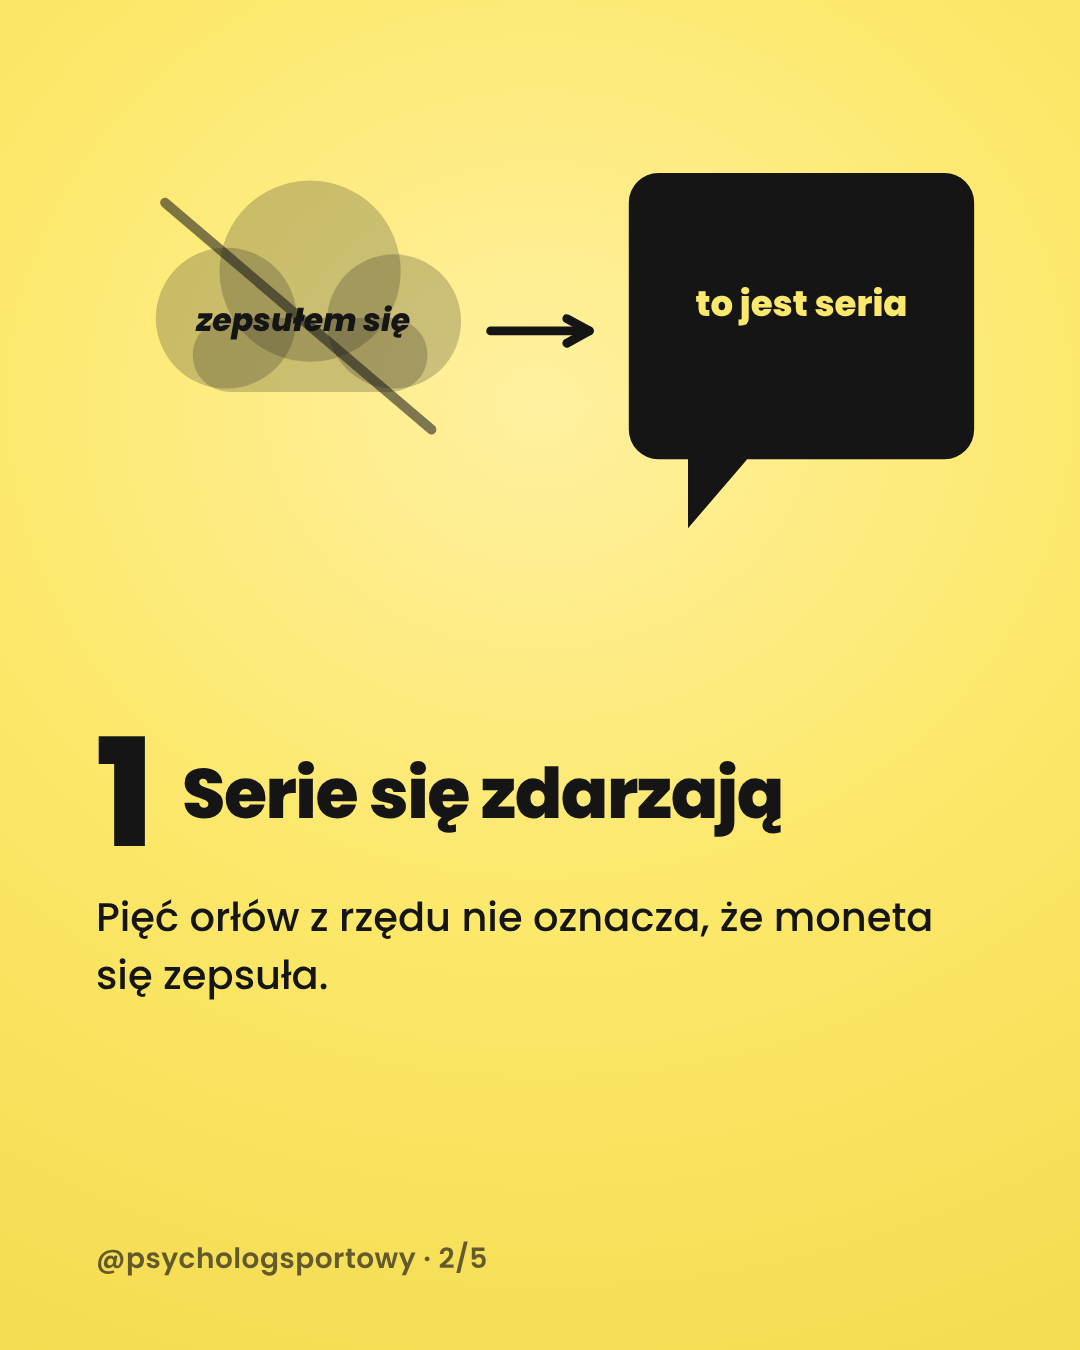 zepsułem się
to jest seria
1 Serie się zdarzają
Pięć orłów z rzędu nie oznacza, że moneta
się zepsuła.
@psychologsportowy · 2/5